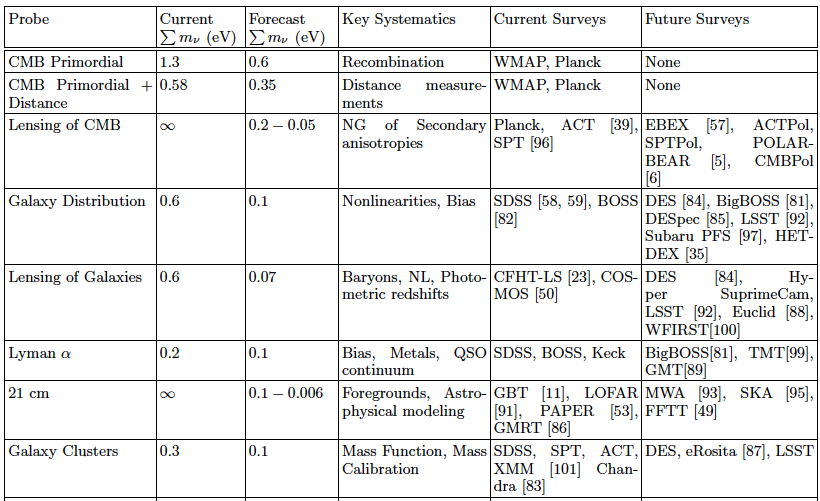 Probe Current Forecast Key Systematics Current Surveys Future Surveys
∑ mν (eV) ∑ mν (eV)
CMB Primordial 1.3 0.6 Recombination WMAP, Planck None
CMB Primordial + 0.58 0.35 Distance measure- WMAP, Planck None
Distance ments
Lensing of CMB ∞ 0.2 − 0.05 NG of Secondary Planck, ACT [39], EBEX [57], ACTPol,
anisotropies SPT [96] SPTPol, POLAR-
BEAR [5], CMBPol
[6]
Galaxy Distribution 0.6 0.1 Nonlinearities, Bias SDSS [58, 59], BOSS DES [84], BigBOSS [81],
[82] DESpec [85], LSST [92],
Subaru PFS [97], HET-
DEX [35]
Lensing of Galaxies 0.6 0.07 Baryons, NL, Photo- CFHT-LS [23], COS- DES [84], Hy-
metric redshifts MOS [50] per SuprimeCam,
LSST [92], Euclid [88],
WFIRST[100]
Lyman α 0.2 0.1 Bias, Metals, QSO SDSS, BOSS, Keck BigBOSS[81], TMT[99],
continuum GMT[89]
21 cm ∞ 0.1 − 0.006 Foregrounds, Astro- GBT [11], LOFAR MWA [93], SKA [95],
physical modeling [91], PAPER [53], FFTT [49]
GMRT [86]
Galaxy Clusters 0.3 0.1 Mass Function, Mass SDSS, SPT, ACT, DES, eRosita [87], LSST
Calibration XMM [101] Chan-
dra [83]